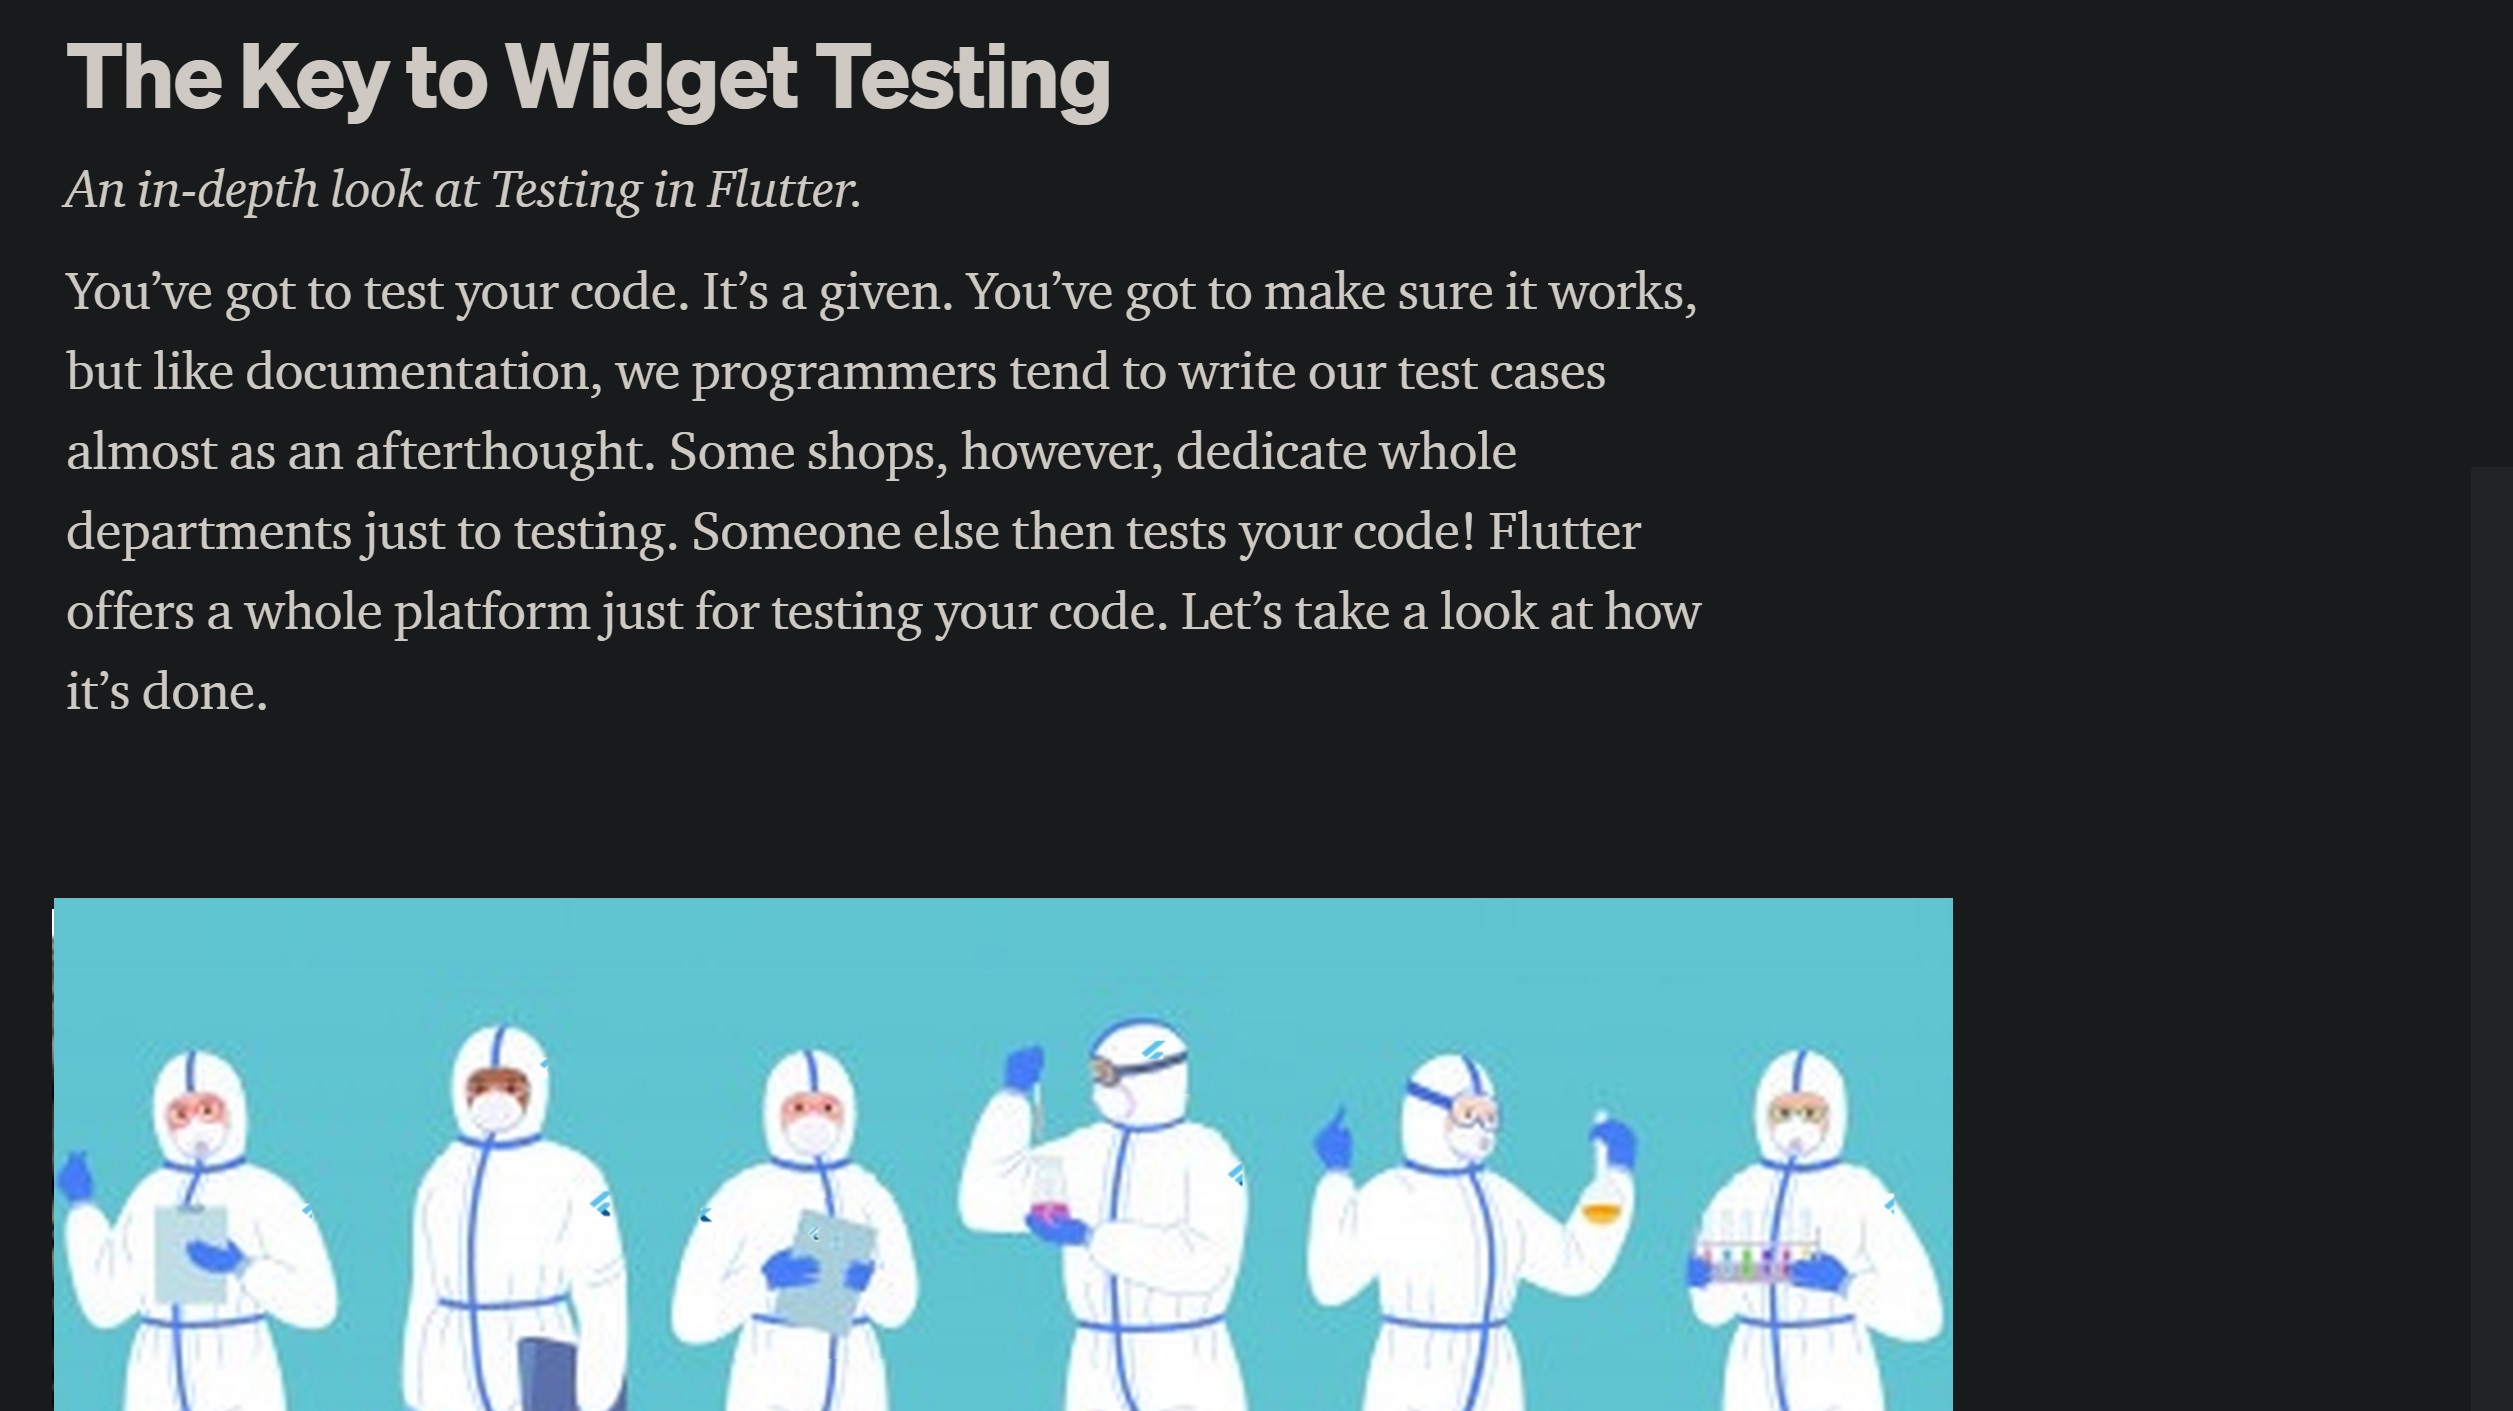 The Key to Widget Testing
An in-depth look at Testing in Flutter.
You’ve got to test your code. It’s a given. You’ve got to make sure it works,
but like documentation, we programmers tend to write our test cases
almost as an afterthought. Some shops, however, dedicate whole
departments just to testing. Someone else then tests your code! Flutter
offers a whole platform just for testing your code. Let’s take a look at how
it’s done.